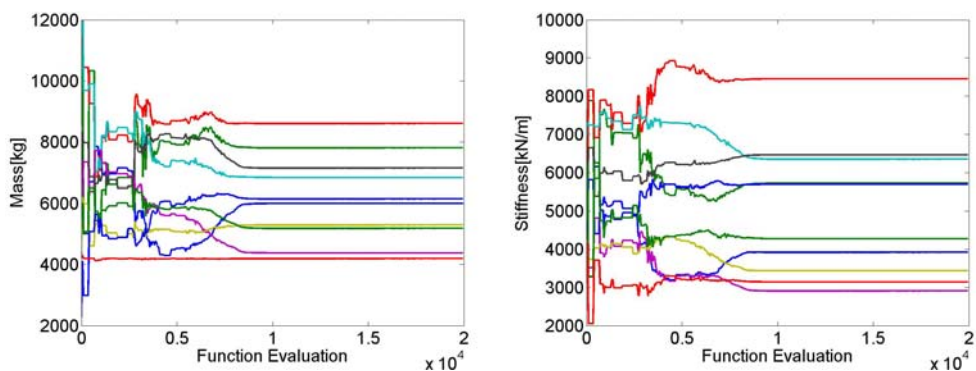 12000
10000
8000
6000
4000
2000
Mass[kg]
0 0.5 1 1.5 2
Function Evaluation
x 10^4
10000
9000
8000
7000
6000
5000
4000
3000
2000
Stiffness[kN/m]
0 0.5 1 1.5 2
Function Evaluation
x 10^4